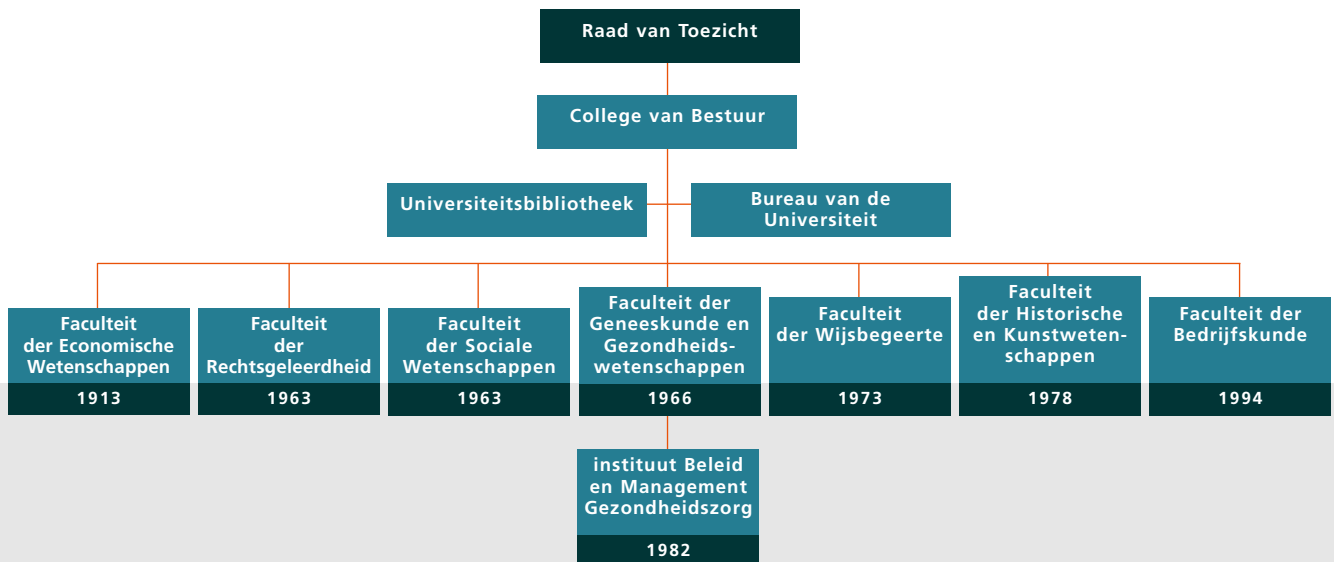 Raad van Toezicht
College van Bestuur
Universiteitsbibliotheek
Bureau van de
Universiteit
Faculteit
der Economische
Wetenschappen
1913
Faculteit
der
Rechtsgeleerdheid
1963
Faculteit
der Sociale
Wetenschappen
1963
Faculteit der
Geneeskunde en
Gezondheids-
wetenschappen
1966
Faculteit
der Wijsbegeerte
1973
Faculteit
der Historische
en Kunstweten-
schappen
1978
Faculteit der
Bedrijfskunde
1994
instituut Beleid
en Management
Gezondheidszorg
1982